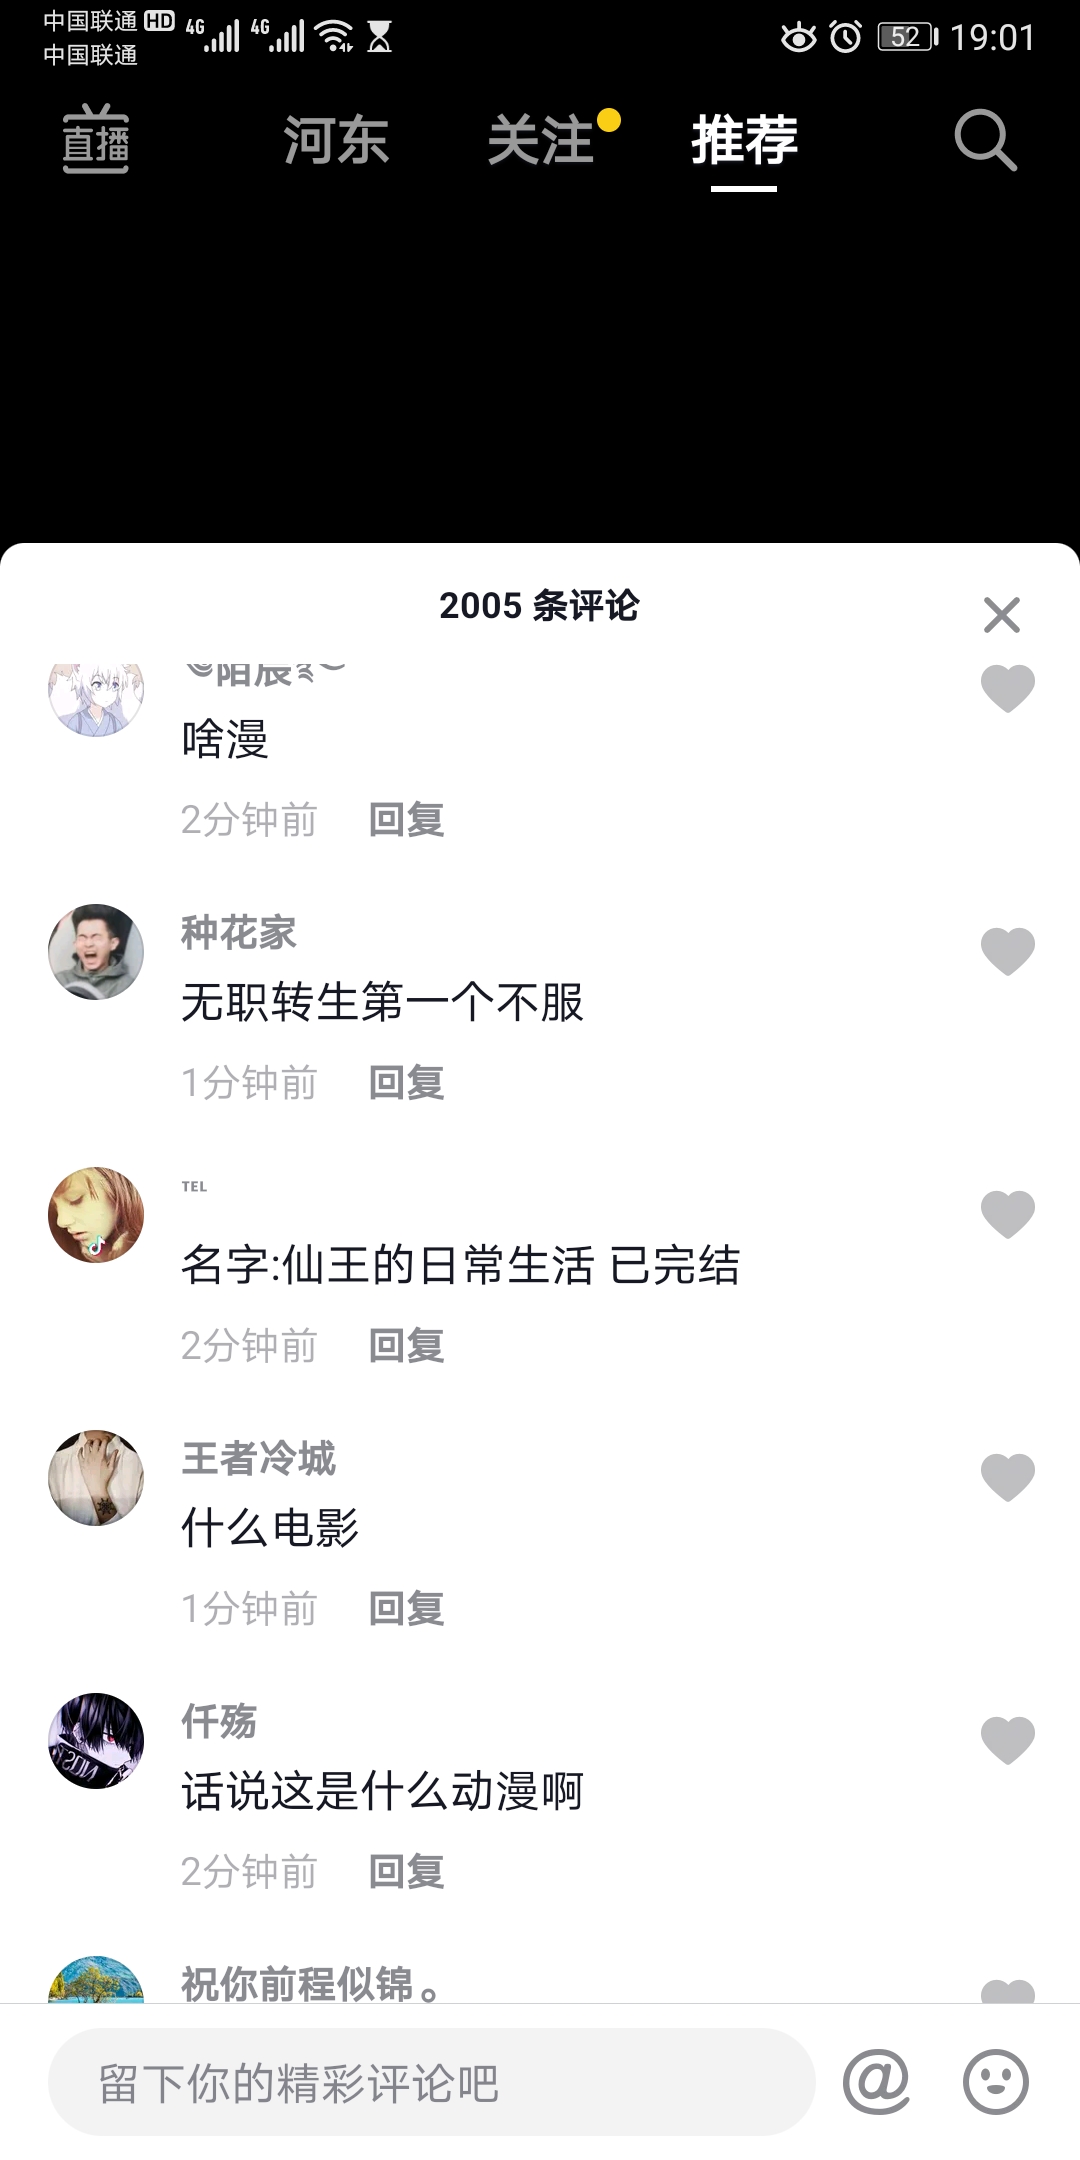 中国联通 HD 4G 4G 52 19:01
中国联通
直播 河东 关注 推荐
2005 条评论
陌辰
啥漫
2分钟前 回复
种花家
无职转生第一个不服
1分钟前 回复
TEL
名字:仙王的日常生活 已完结
2分钟前 回复
王者冷城
什么电影
1分钟前 回复
仟殇
话说这是什么动漫啊
2分钟前 回复
祝你前程似锦。
留下你的精彩评论吧 @